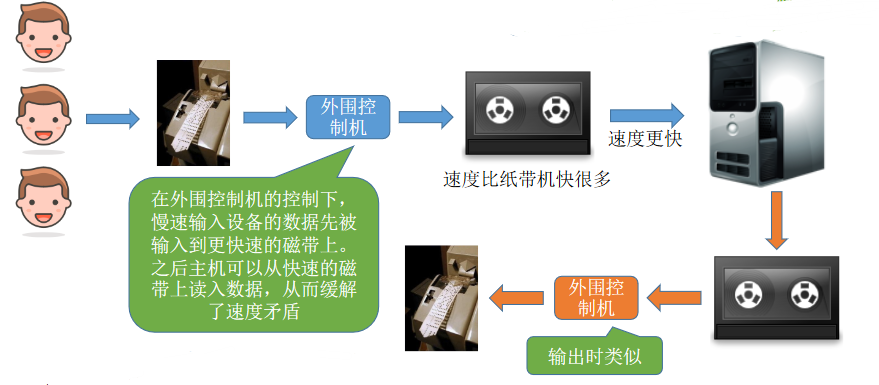 外围控
制机
速度更快
速度比纸带机快很多
在外围控制机的控制下，
慢速输入设备的数据先被
输入到更快速的磁带上。
之后主机可以从快速的磁
带上读入数据，从而缓解
了速度矛盾
外围控
制机
输出时类似